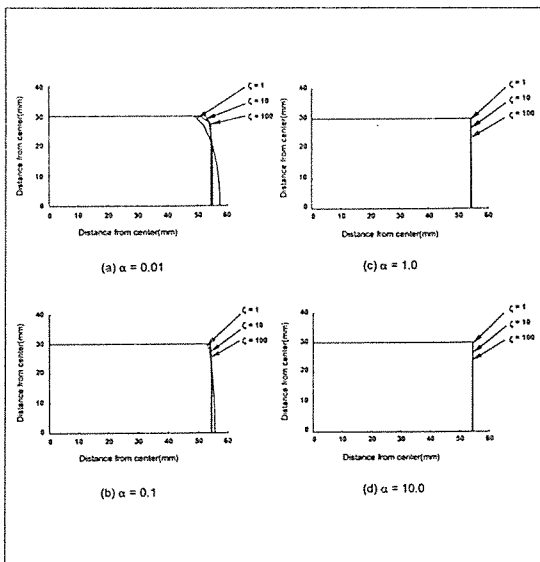 40
30
20
10
0
Distance from center(mm)
0 10 20 30 40 50 60
Distance from center(mm)
ζ = 1
ζ = 10
ζ = 100
(a) α = 0.01
40
30
20
10
0
Distance from center(mm)
0 10 20 30 40 50 60
Distance from center(mm)
ζ = 1
ζ = 10
ζ = 100
(c) α = 1.0
40
30
20
10
0
Distance from center(mm)
0 10 20 30 40 50 60
Distance from center(mm)
ζ = 1
ζ = 10
ζ = 100
(b) α = 0.1
40
30
20
10
0
Distance from center(mm)
0 10 20 30 40 50 60
Distance from center(mm)
ζ = 1
ζ = 10
ζ = 100
(d) α = 10.0